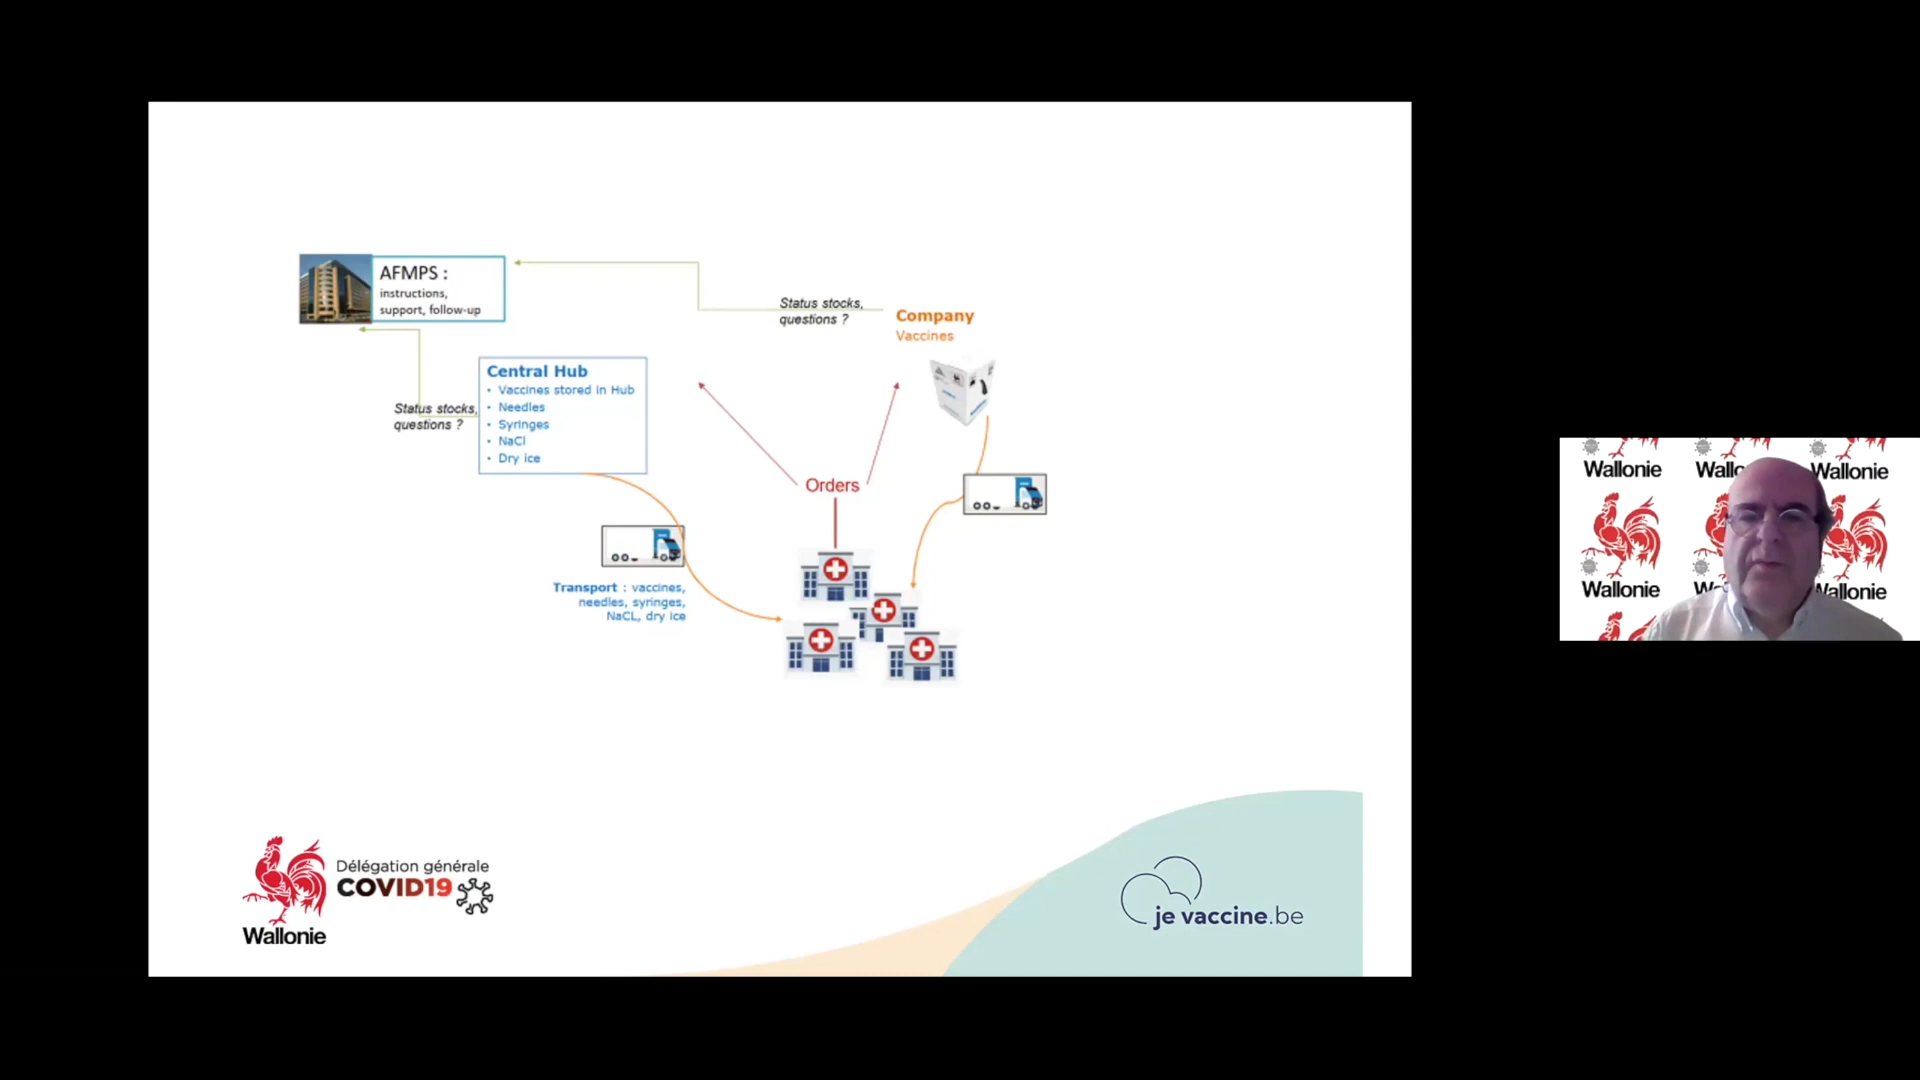 AFMPS :
instructions,
support, follow-up
Status stocks,
questions ?
Company
Vaccines
Central Hub
• Vaccines stored in Hub
• Needles
• Syringes
• NaCl
• Dry ice
Status stocks,
questions ?
Orders
Transport : vaccines,
needles, syringes,
NaCL, dry ice
Délégation générale
COVID19
Wallonie
je vaccine.be
Wallonie
Wallonie
Wallonie
Wallonie